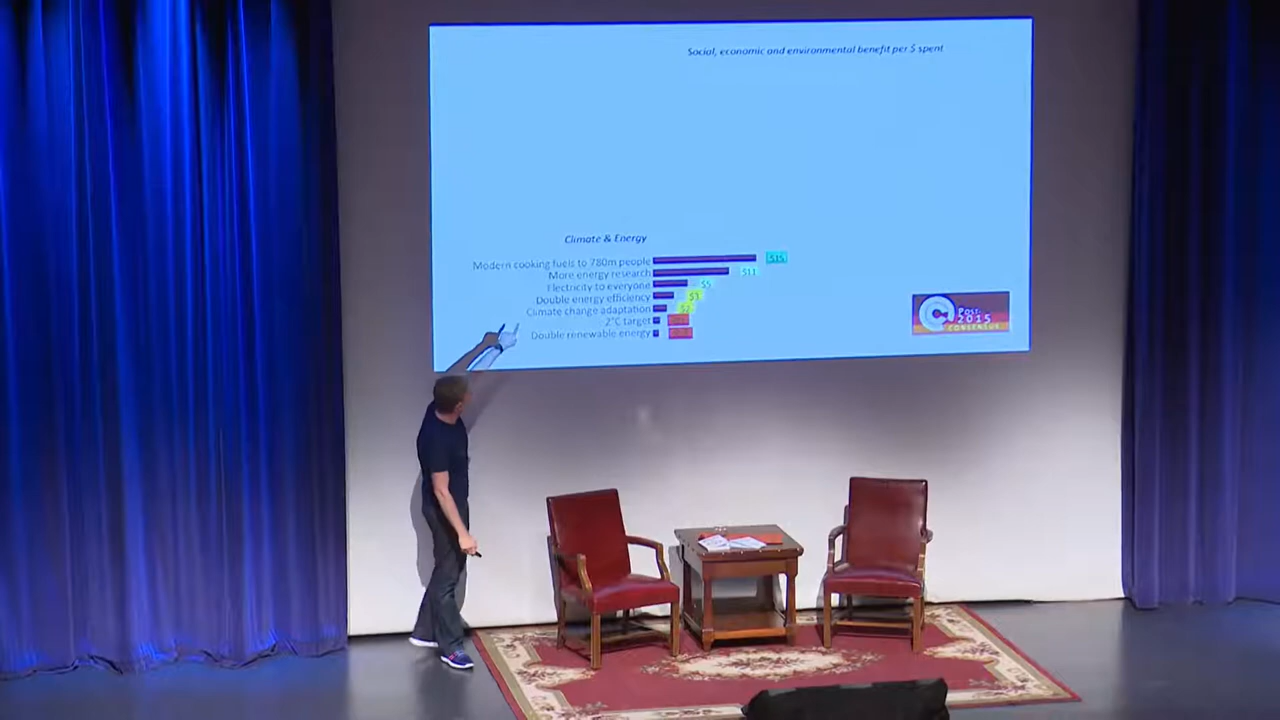 Social, economic and environmental benefit per $ spent
Climate & Energy
Modern cooking fuels to 780m people $15
More energy research $11
Electricity to everyone $5
Double energy efficiency $3
Climate change adaptation $2
2°C target
Double renewable energy
Post-
2015
CONSENSUS